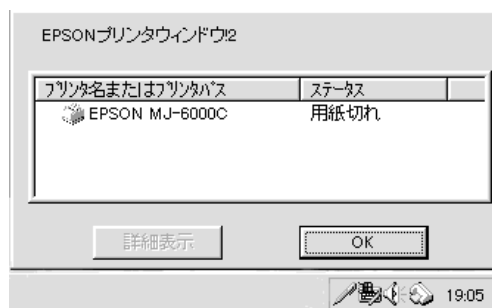 EPSONプリンタウィンドウ!2
プリンタ名またはプリンタパス ステータス
EPSON MJ-6000C 用紙切れ
詳細表示 OK
19:05